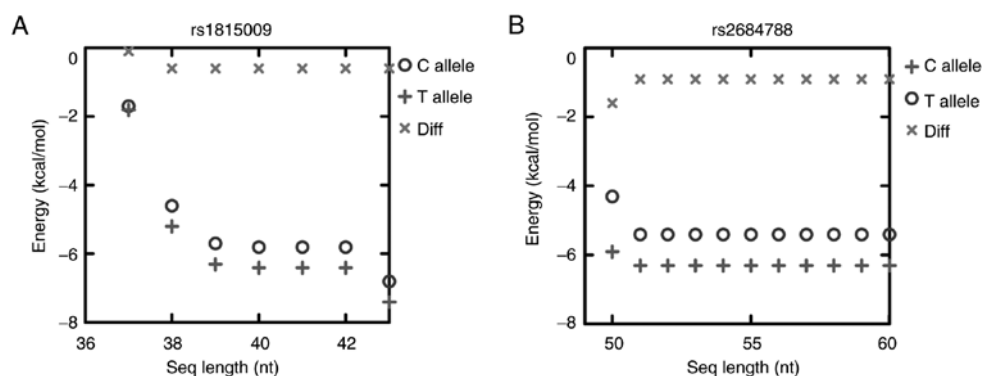 A
rs1815009
Energy (kcal/mol)
0
−2
−4
−6
−8
36
38
40
42
Seq length (nt)
C allele
T allele
Diff
B
rs2684788
Energy (kcal/mol)
0
−2
−4
−6
−8
50
55
60
Seq length (nt)
C allele
T allele
Diff